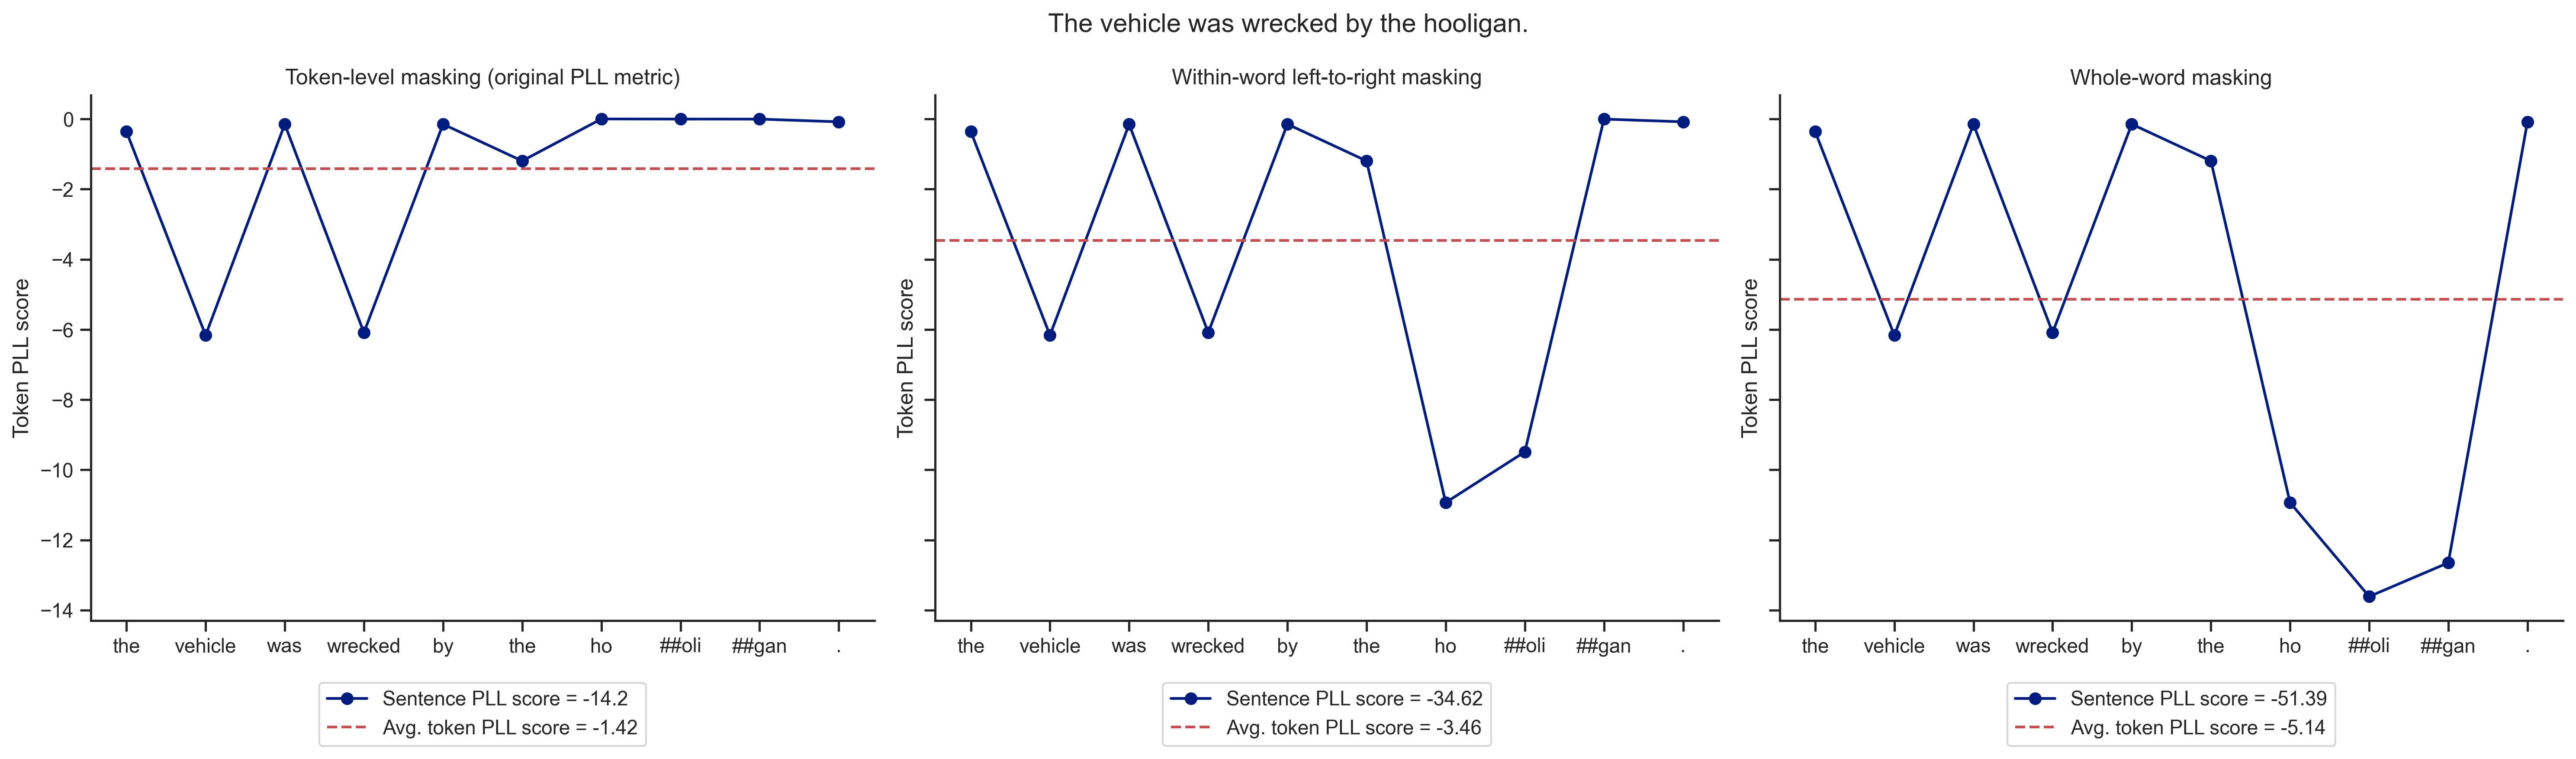 The vehicle was wrecked by the hooligan.
Token-level masking (original PLL metric)
Token PLL score
0
−2
−4
−6
−8
−10
−12
−14
the vehicle was wrecked by the ho ##oli ##gan .
Sentence PLL score = -14.2
Avg. token PLL score = -1.42
Within-word left-to-right masking
Token PLL score
the vehicle was wrecked by the ho ##oli ##gan .
Sentence PLL score = -34.62
Avg. token PLL score = -3.46
Whole-word masking
Token PLL score
the vehicle was wrecked by the ho ##oli ##gan .
Sentence PLL score = -51.39
Avg. token PLL score = -5.14